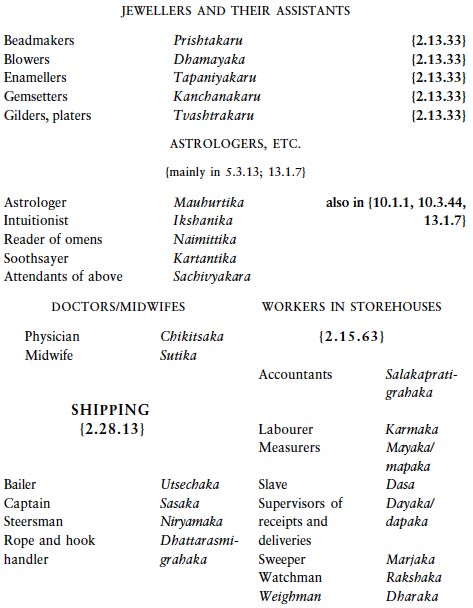 JEWELLERS AND THEIR ASSISTANTS
Beadmakers Prishtakaru {2.13.33}
Blowers Dhamayaka {2.13.33}
Enamellers Tapaniyakaru {2.13.33}
Gemsetters Kanchanakaru {2.13.33}
Gilders, platers Tvashtrakaru {2.13.33}
ASTROLOGERS, ETC.
{mainly in 5.3.13; 13.1.7}
Astrologer Mauhurtika also in {10.1.1, 10.3.44,
Intuitionist Ikshanika 13.1.7}
Reader of omens Naimittika
Soothsayer Kartantika
Attendants of above Sachivyakara
DOCTORS/MIDWIFES
Physician Chikitsaka
Midwife Sutika
SHIPPING
{2.28.13}
Bailer Utsechaka
Captain Sasaka
Steersman Niryamaka
Rope and hook Dhattarasmi-
handler grahaka
WORKERS IN STOREHOUSES
{2.15.63}
Accountants Salakaprati-
grahaka
Labourer Karmaka
Measurers Mayaka/
mapaka
Slave Dasa
Supervisors of Dayaka/
receipts and dapaka
deliveries
Sweeper Marjaka
Watchman Rakshaka
Weighman Dharaka